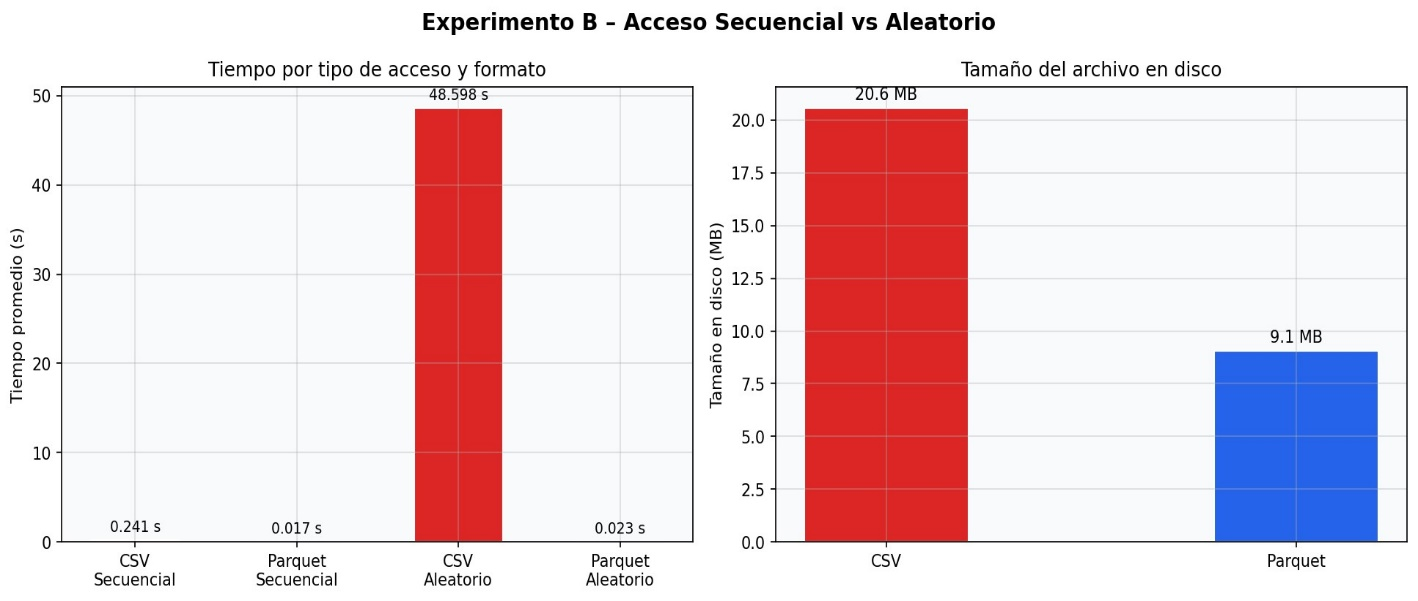 Experimento B – Acceso Secuencial vs Aleatorio
Tiempo por tipo de acceso y formato
Tiempo promedio (s)
50
40
30
20
10
0
48.598 s
0.241 s
0.017 s
0.023 s
CSV
Secuencial
Parquet
Secuencial
CSV
Aleatorio
Parquet
Aleatorio
Tamaño del archivo en disco
Tamaño en disco (MB)
20.0
17.5
15.0
12.5
10.0
7.5
5.0
2.5
0.0
20.6 MB
9.1 MB
CSV
Parquet